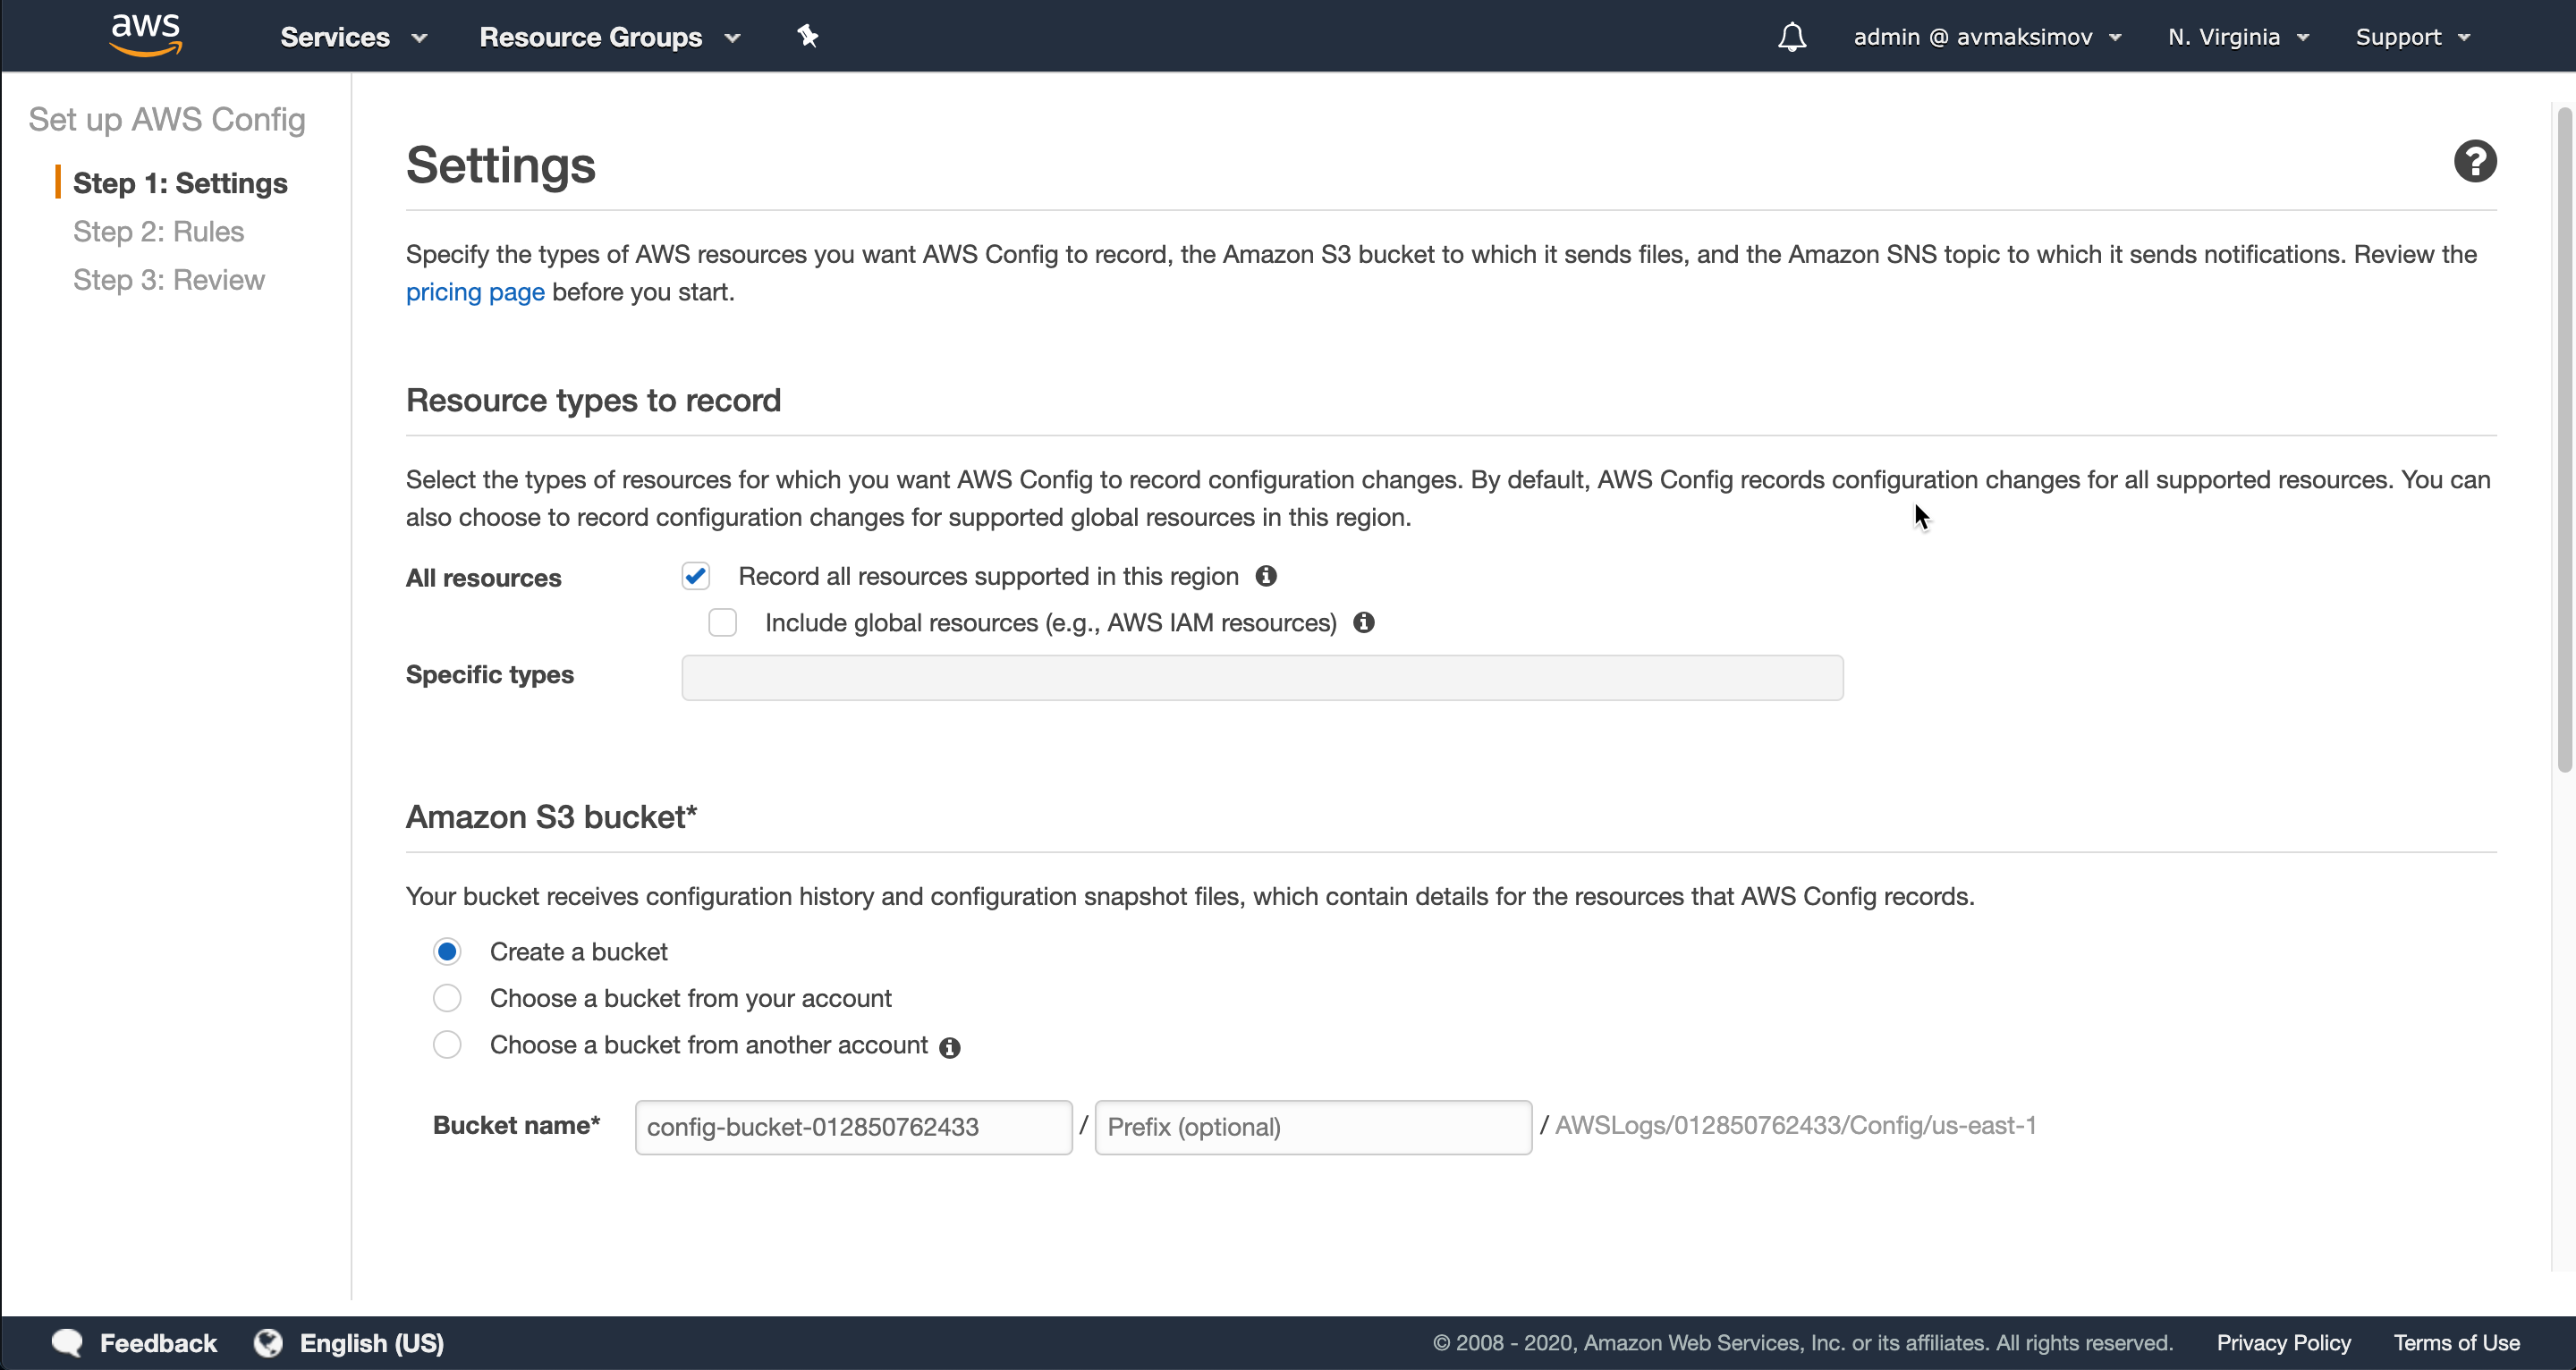 aws
Services
Resource Groups
admin @ avmaksimov
N. Virginia
Support
Set up AWS Config
Step 1: Settings
Step 2: Rules
Step 3: Review
Settings
Specify the types of AWS resources you want AWS Config to record, the Amazon S3 bucket to which it sends files, and the Amazon SNS topic to which it sends notifications. Review the
pricing page before you start.
Resource types to record
Select the types of resources for which you want AWS Config to record configuration changes. By default, AWS Config records configuration changes for all supported resources. You can
also choose to record configuration changes for supported global resources in this region.
All resources
Record all resources supported in this region
Include global resources (e.g., AWS IAM resources)
Specific types
Amazon S3 bucket*
Your bucket receives configuration history and configuration snapshot files, which contain details for the resources that AWS Config records.
Create a bucket
Choose a bucket from your account
Choose a bucket from another account
Bucket name* config-bucket-012850762433 / Prefix (optional) / AWSLogs/012850762433/Config/us-east-1
Feedback
English (US)
© 2008 - 2020, Amazon Web Services, Inc. or its affiliates. All rights reserved.
Privacy Policy
Terms of Use